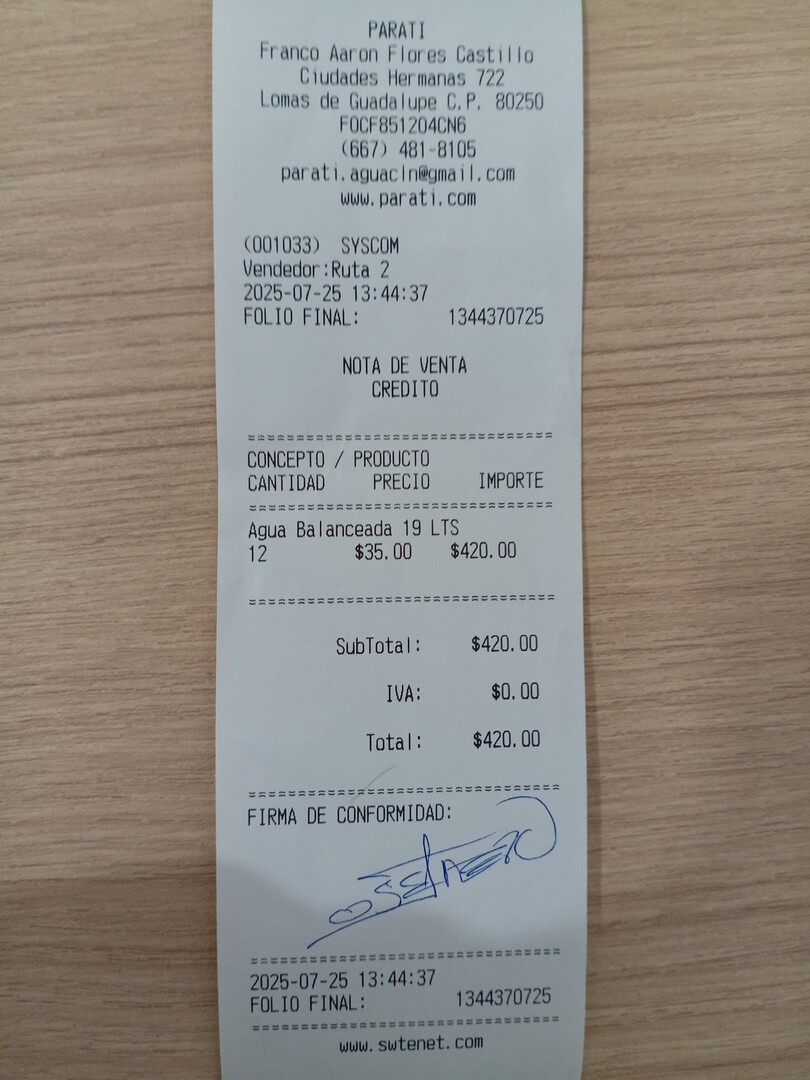 PARATI
Franco Aaron Flores Castillo
Ciudades Hermanas 722
Lomas de Guadalupe C.P. 80250
FOCF851204CN6
(667) 481-8105
parati.aguacln@gmail.com
www.parati.com
(001033) SYSCOM
Vendedor:Ruta 2
2025-07-25 13:44:37
FOLIO FINAL: 1344370725
NOTA DE VENTA
CREDITO
===============================
CONCEPTO / PRODUCTO
CANTIDAD PRECIO IMPORTE
===============================
Agua Balanceada 19 LTS
12 $35.00 $420.00
===============================
SubTotal: $420.00
IVA: $0.00
Total: $420.00
===============================
FIRMA DE CONFORMIDAD:
===============================
2025-07-25 13:44:37
FOLIO FINAL: 1344370725
===============================
www.swtenet.com